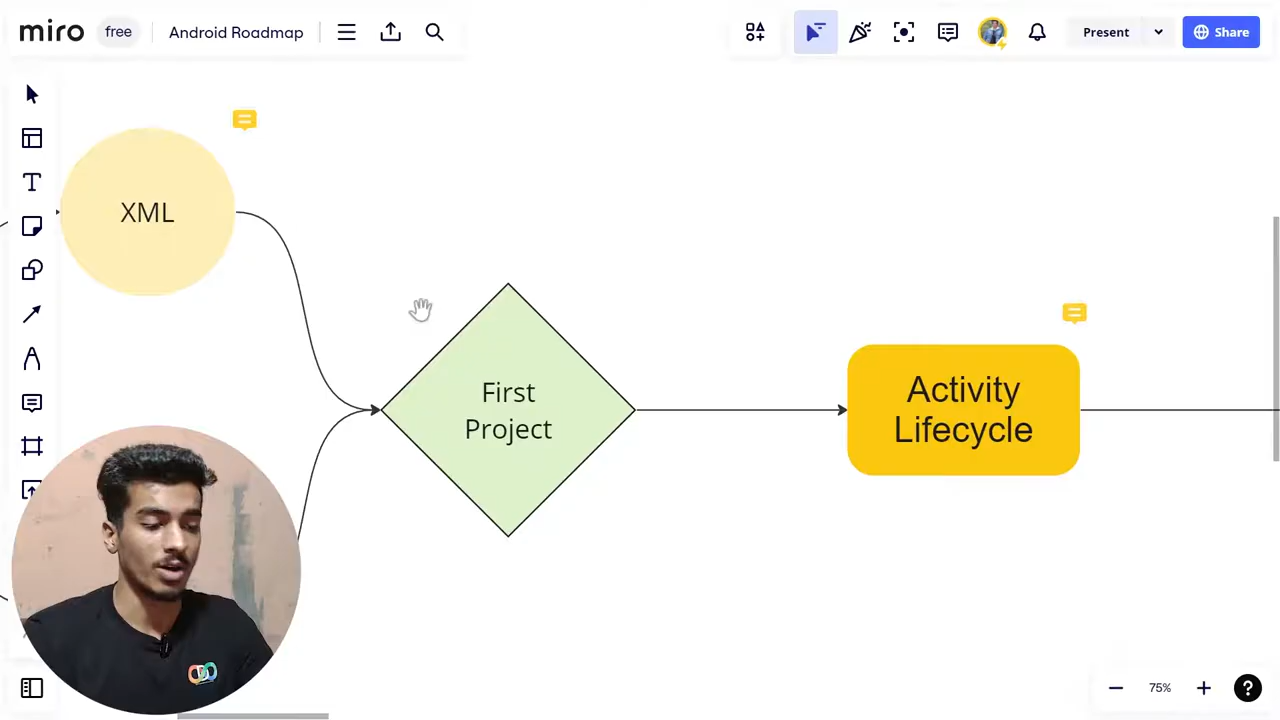 miro
free
Android Roadmap
Present
Share
XML
First
Project
Activity
Lifecycle
75%
?